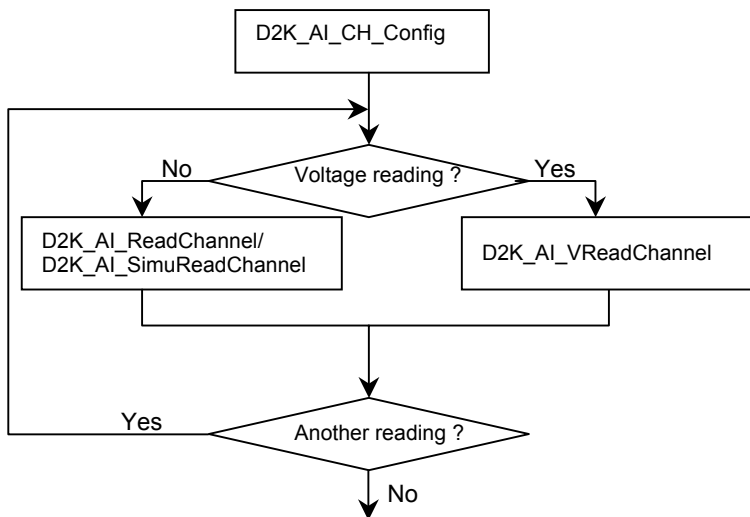 D2K_AI_CH_Config
Voltage reading ?
No
Yes
D2K_AI_ReadChannel/
D2K_AI_SimuReadChannel
D2K_AI_VReadChannel
Yes
Another reading ?
No